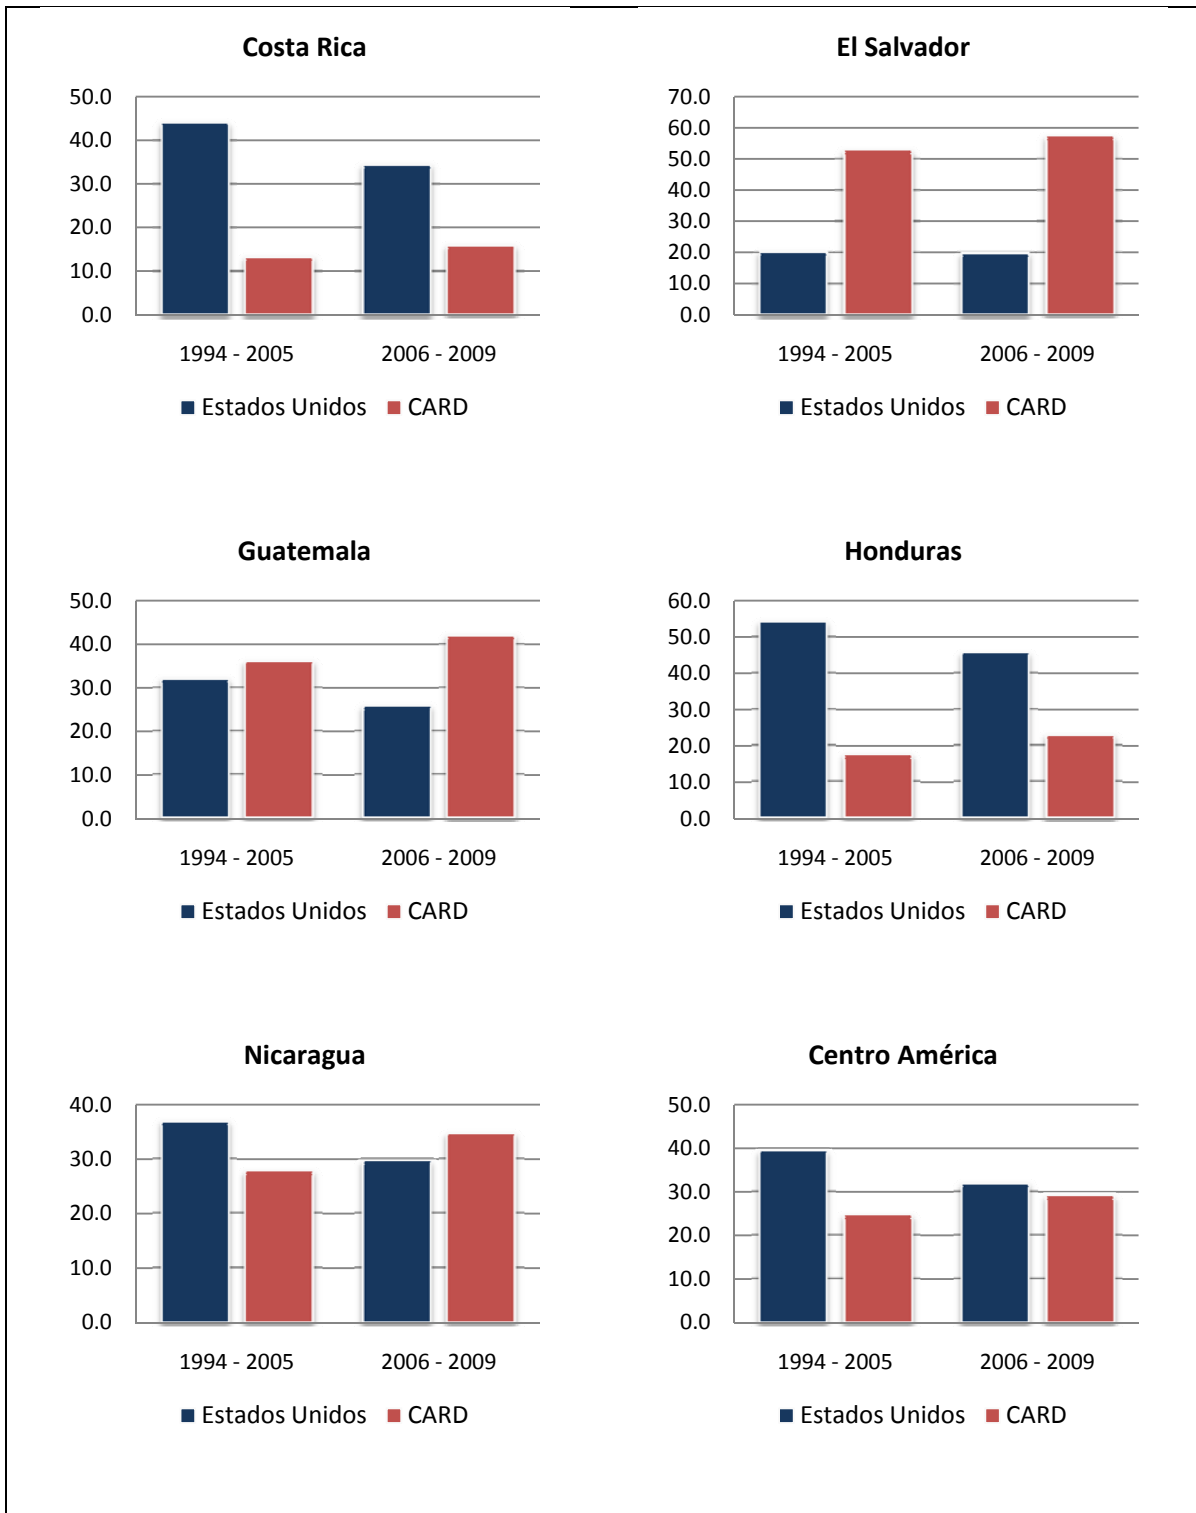 Costa Rica
50.0
40.0
30.0
20.0
10.0
0.0
1994 - 2005 2006 - 2009
Estados Unidos CARD
El Salvador
70.0
60.0
50.0
40.0
30.0
20.0
10.0
0.0
1994 - 2005 2006 - 2009
Estados Unidos CARD
Guatemala
50.0
40.0
30.0
20.0
10.0
0.0
1994 - 2005 2006 - 2009
Estados Unidos CARD
Honduras
60.0
50.0
40.0
30.0
20.0
10.0
0.0
1994 - 2005 2006 - 2009
Estados Unidos CARD
Nicaragua
40.0
30.0
20.0
10.0
0.0
1994 - 2005 2006 - 2009
Estados Unidos CARD
Centro América
50.0
40.0
30.0
20.0
10.0
0.0
1994 - 2005 2006 - 2009
Estados Unidos CARD